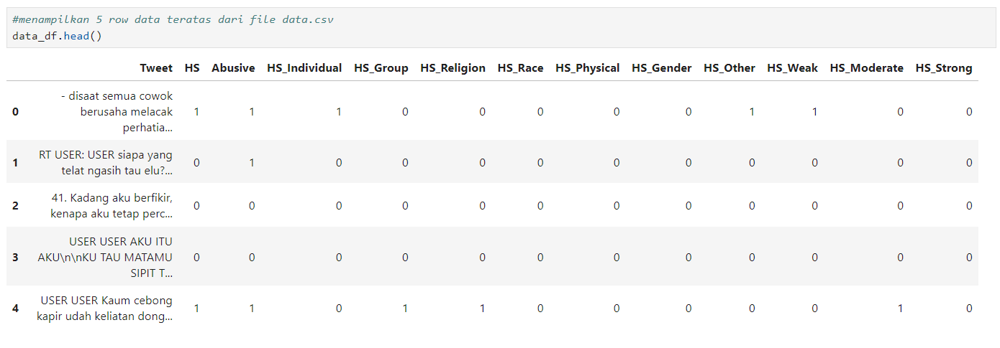 #menampilkan 5 row data teratas dari file data.csv
data_df.head()
Tweet HS Abusive HS_Individual HS_Group HS_Religion HS_Race HS_Physical HS_Gender HS_Other HS_Weak HS_Moderate HS_Strong
- disaat semua cowok
0 berusaha melacak 1 1 1 0 0 0 0 0 1 1 0 0
perhatia...
RT USER: USER siapa yang
1 telat ngasih tau elu?... 0 1 0 0 0 0 0 0 0 0 0 0
41. Kadang aku berfikir,
2 kenapa aku tetap perc... 0 0 0 0 0 0 0 0 0 0 0 0
USER USER AKU ITU
3 AKU\n\nKU TAU MATAMU 0 0 0 0 0 0 0 0 0 0 0 0
SIPIT T...
USER USER Kaum cebong
4 kapir udah keliatan dong... 1 1 0 1 1 0 0 0 0 0 1 0